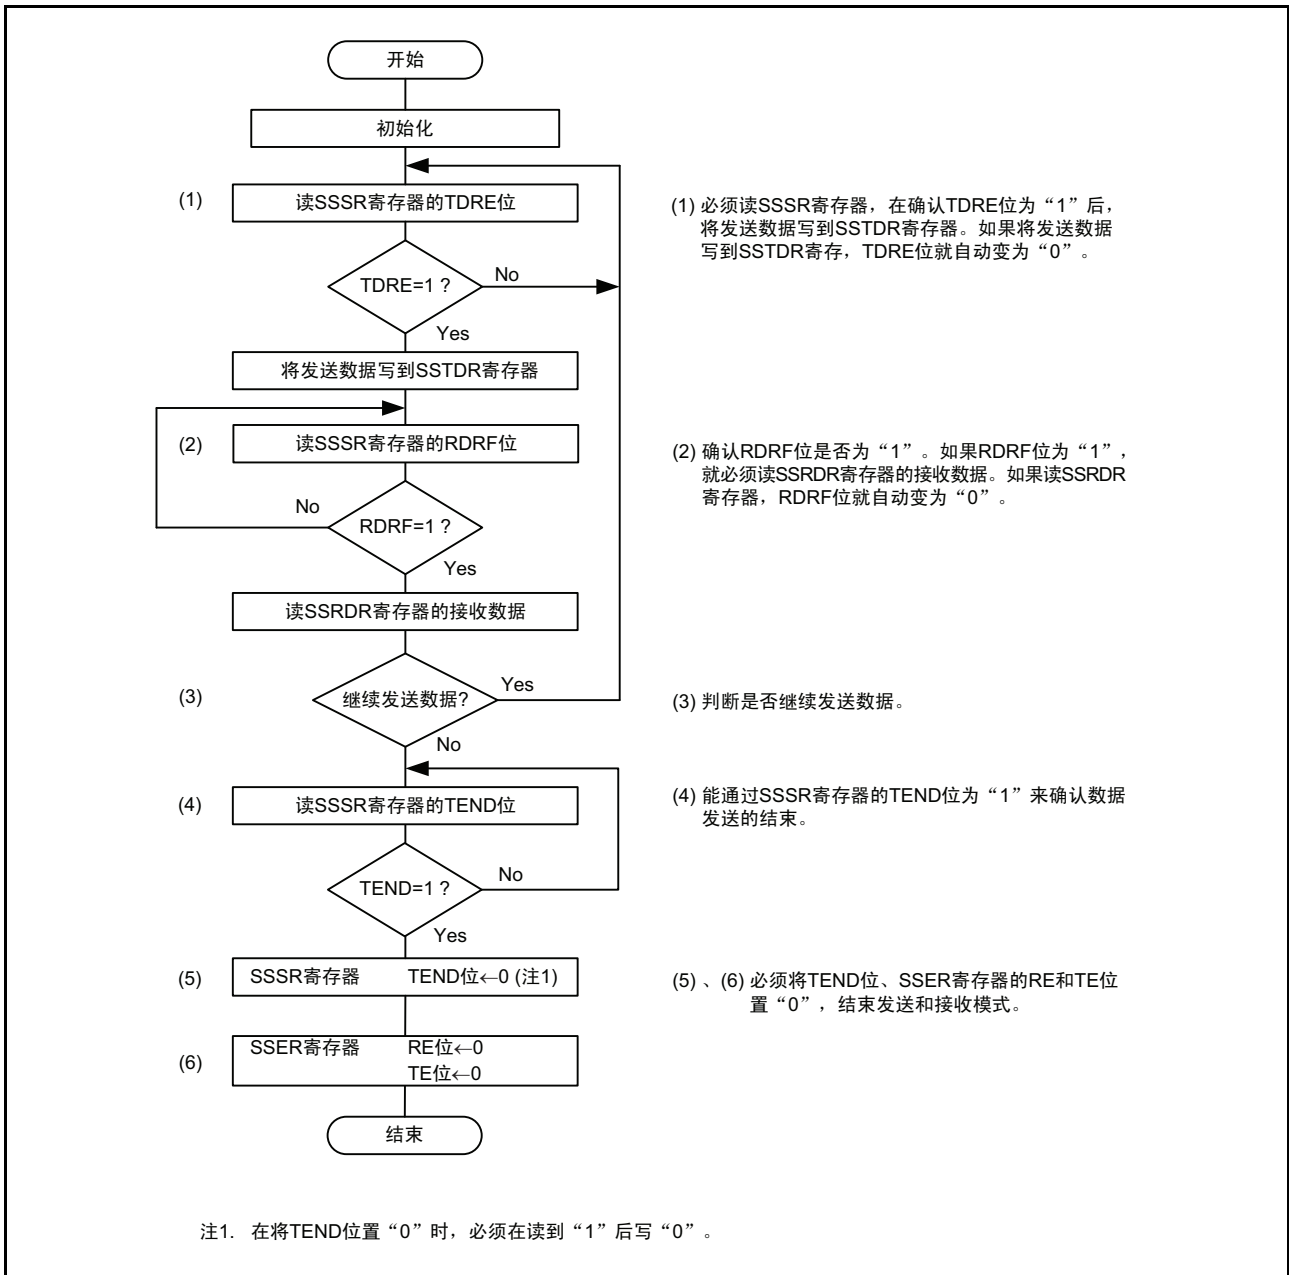 开始
初始化
(1)
读SSSR寄存器的TDRE位
(1) 必须读SSSR寄存器，在确认TDRE位为“1”后，
将发送数据写到SSTDR寄存器。如果将发送数据
写到SSTDR寄存，TDRE位就自动变为“0”。
TDRE=1 ?
No
Yes
将发送数据写到SSTDR寄存器
(2)
读SSSR寄存器的RDRF位
(2) 确认RDRF位是否为“1”。如果RDRF位为“1”，
就必须读SSRDR寄存器的接收数据。如果读SSRDR
寄存器，RDRF位就自动变为“0”。
No
RDRF=1 ?
Yes
读SSRDR寄存器的接收数据
(3)
继续发送数据?
Yes
(3) 判断是否继续发送数据。
No
(4)
读SSSR寄存器的TEND位
(4) 能通过SSSR寄存器的TEND位为“1”来确认数据
发送的结束。
TEND=1 ?
No
Yes
(5)
SSSR寄存器 TEND位←0 (注1)
(5) 、(6) 必须将TEND位、SSER寄存器的RE和TE位
置“0”，结束发送和接收模式。
(6)
SSER寄存器 RE位←0
TE位←0
结束
注1. 在将TEND位置“0”时，必须在读到“1”后写“0”。